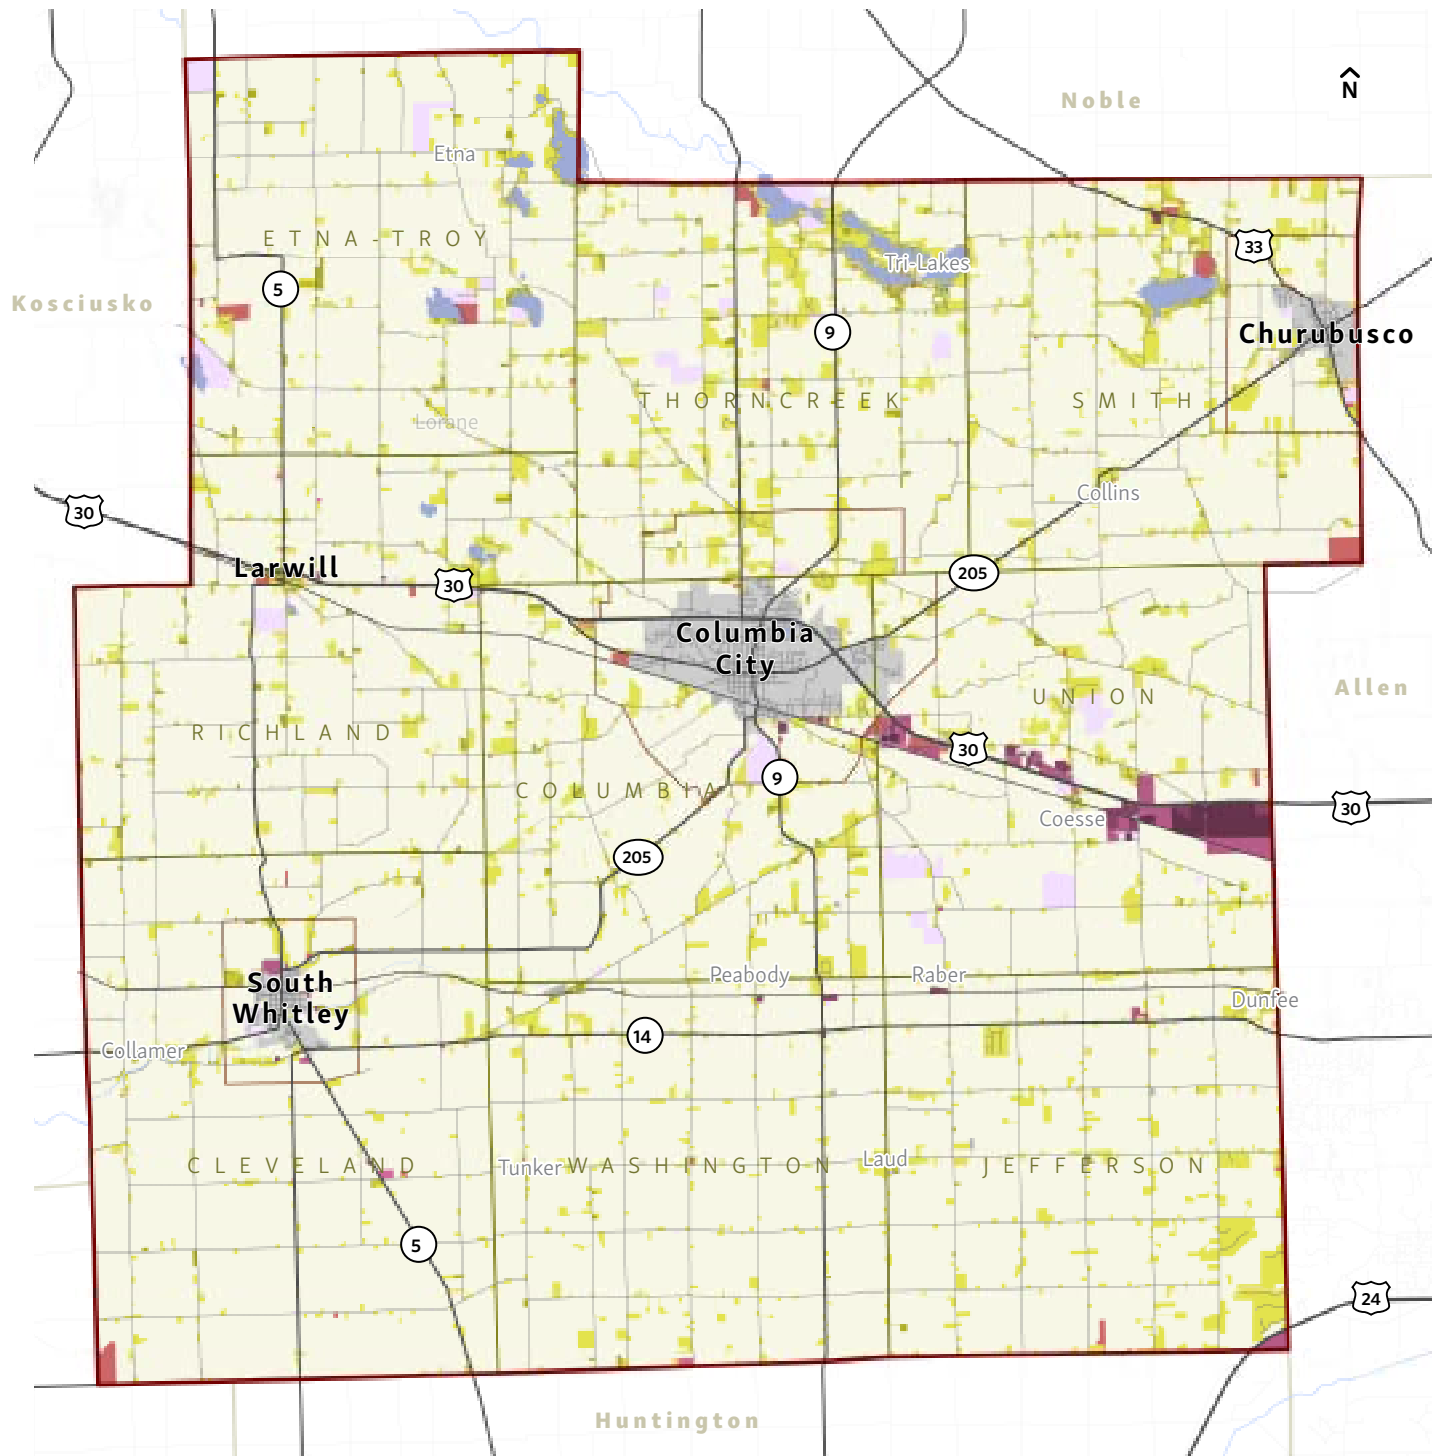 N
Noble
Etna
ETNA-TROY
33
Tri-Lakes
5
Kosciusko
9
Churubusco
THORNCREEK
SMITH
Lorane
Collins
30
Larwill
30
205
Columbia
City
Allen
UNION
RICHLAND
30
9
COLUMBIA
30
Coesse
205
Peabody
Raber
South
Whitley
Dunfee
14
Collamer
CLEVELAND
Tunker
WASHINGTON
Laud
JEFFERSON
5
24
Huntington